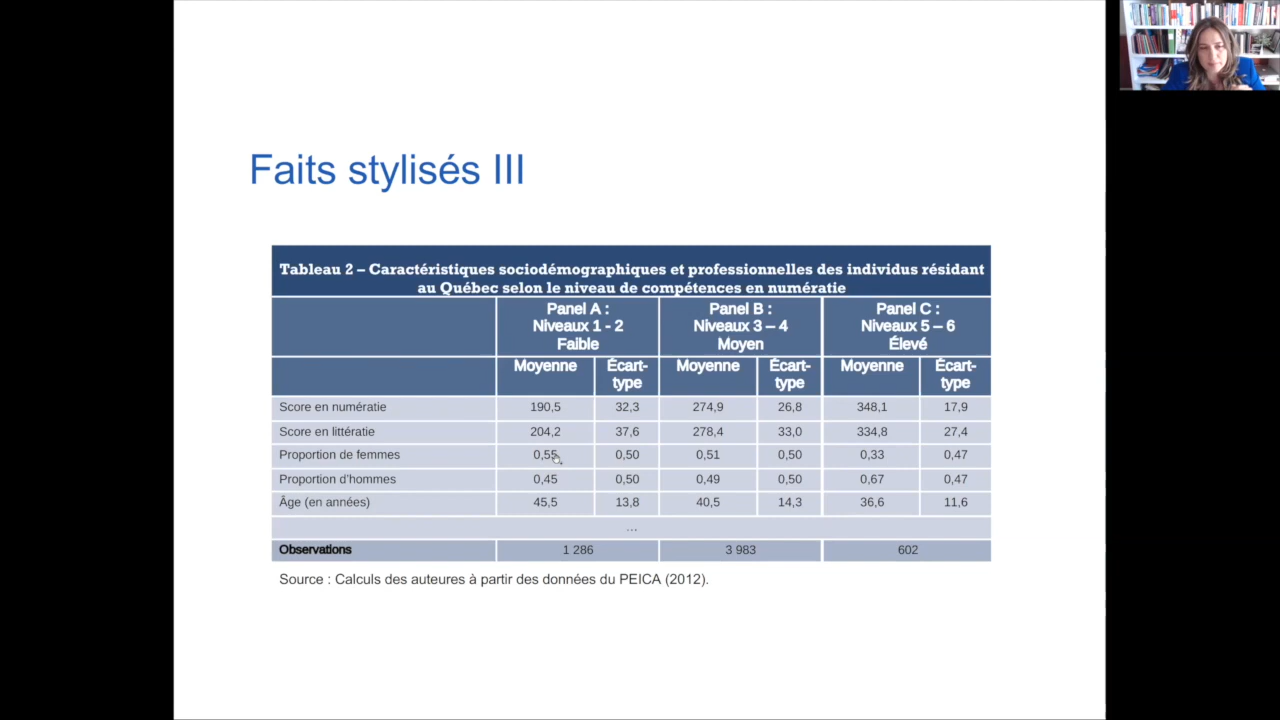 Faits stylisés III
Tableau 2 – Caractéristiques sociodémographiques et professionnelles des individus résidant
au Québec selon le niveau de compétences en numératie
Panel A : Panel B : Panel C :
Niveaux 1 - 2 Niveaux 3 – 4 Niveaux 5 – 6
Faible Moyen Élevé
Moyenne Écart- Moyenne Écart- Moyenne Écart-
type type type
Score en numératie 190,5 32,3 274,9 26,8 348,1 17,9
Score en littératie 204,2 37,6 278,4 33,0 334,8 27,4
Proportion de femmes 0,55 0,50 0,51 0,50 0,33 0,47
Proportion d'hommes 0,45 0,50 0,49 0,50 0,67 0,47
Âge (en années) 45,5 13,8 40,5 14,3 36,6 11,6
...
Observations 1 286 3 983 602
Source : Calculs des auteures à partir des données du PEICA (2012).